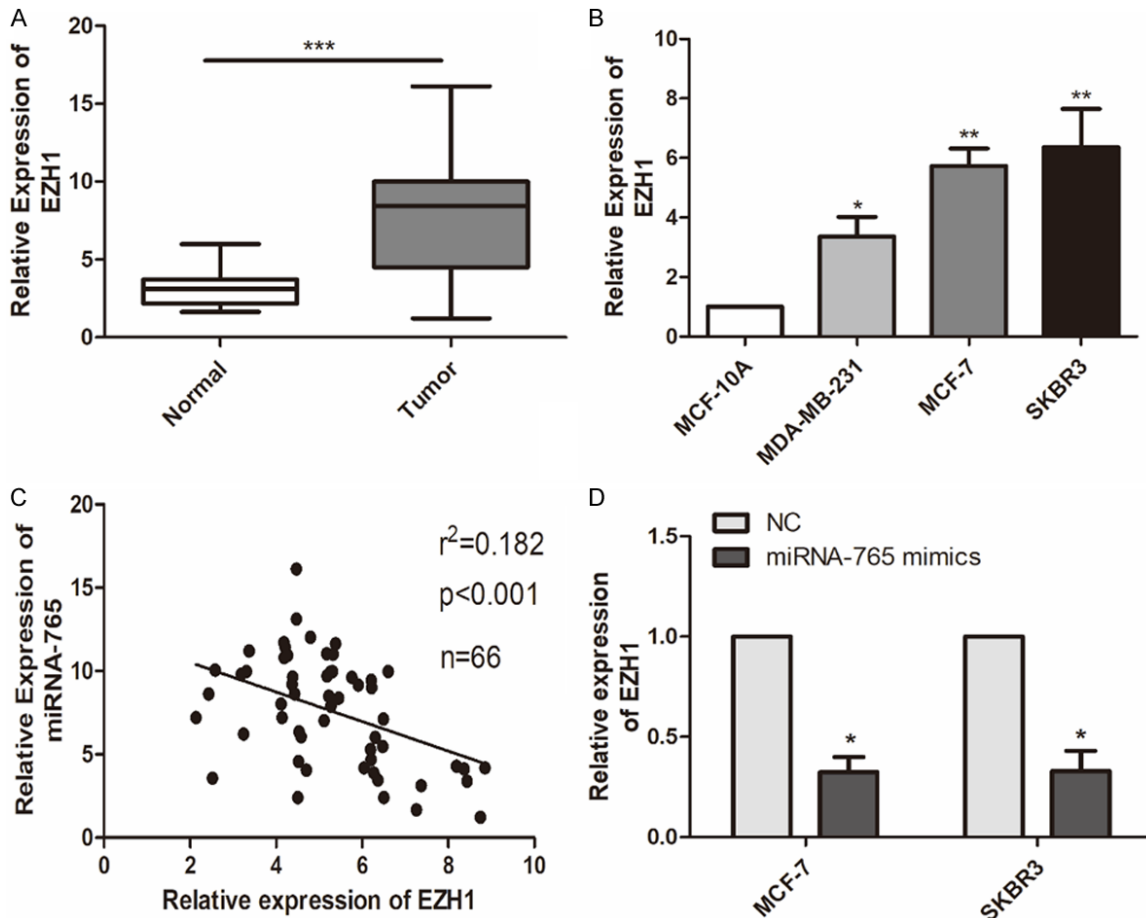 A
Relative Expression of
EZH1
20
15
10
5
0
***
Normal
Tumor
B
Relative Expression of
EZH1
10
8
6
4
2
0
*
**
**
MCF-10A
MDA-MB-231
MCF-7
SKBR3
C
Relative Expression of
miRNA-765
20
15
10
5
0
r²=0.182
p<0.001
n=66
0
2
4
6
8
10
Relative expression of EZH1
D
Relative expression
of EZH1
1.5
1.0
0.5
0.0
NC
miRNA-765 mimics
*
*
MCF-7
SKBR3